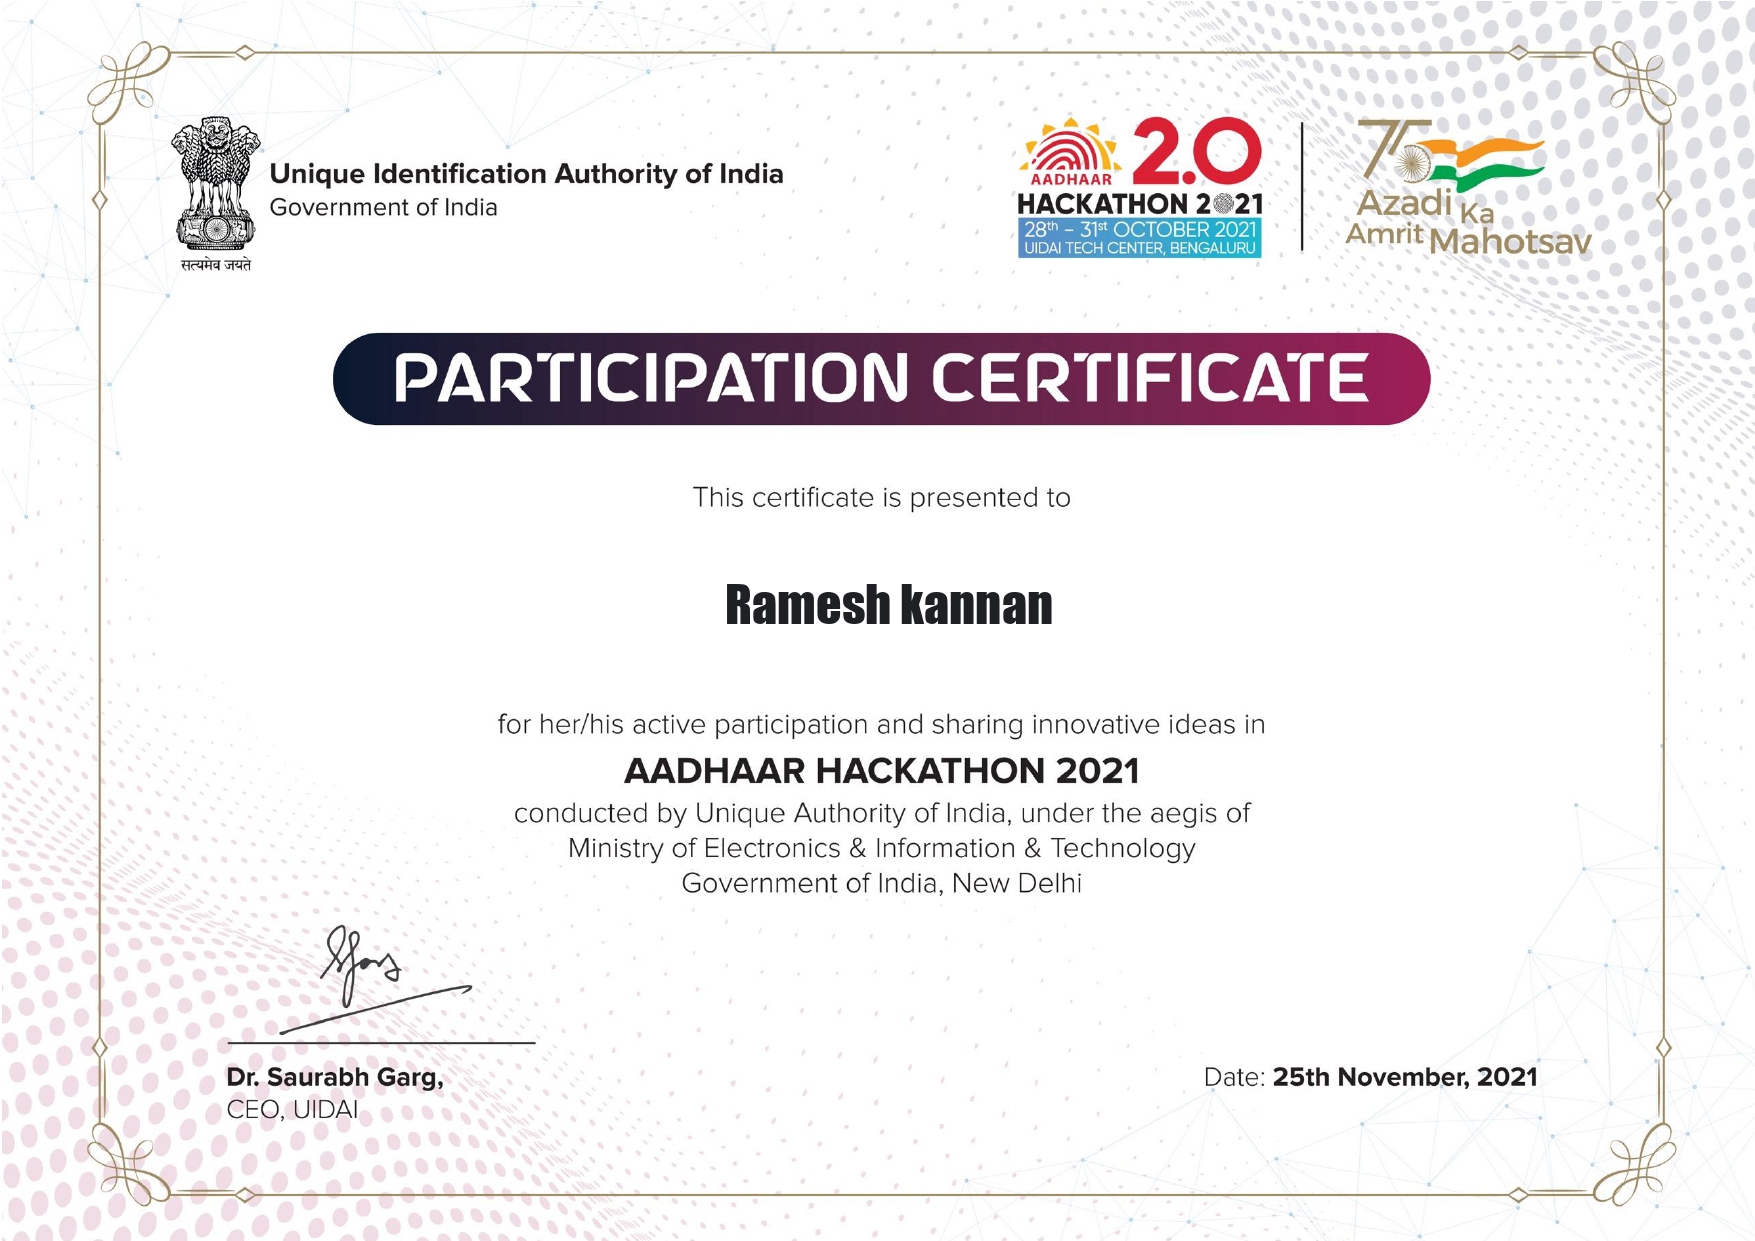 Unique Identification Authority of India
Government of India
सत्यमेव जयते
AADHAAR
2.0
HACKATHON 2021
28th – 31st OCTOBER 2021
UIDAI TECH CENTER, BENGALURU
75
Azadi Ka
Amrit Mahotsav
PARTICIPATION CERTIFICATE
This certificate is presented to
Ramesh kannan
for her/his active participation and sharing innovative ideas in
AADHAAR HACKATHON 2021
conducted by Unique Authority of India, under the aegis of
Ministry of Electronics & Information & Technology
Government of India, New Delhi
Dr. Saurabh Garg,
CEO, UIDAI
Date: 25th November, 2021